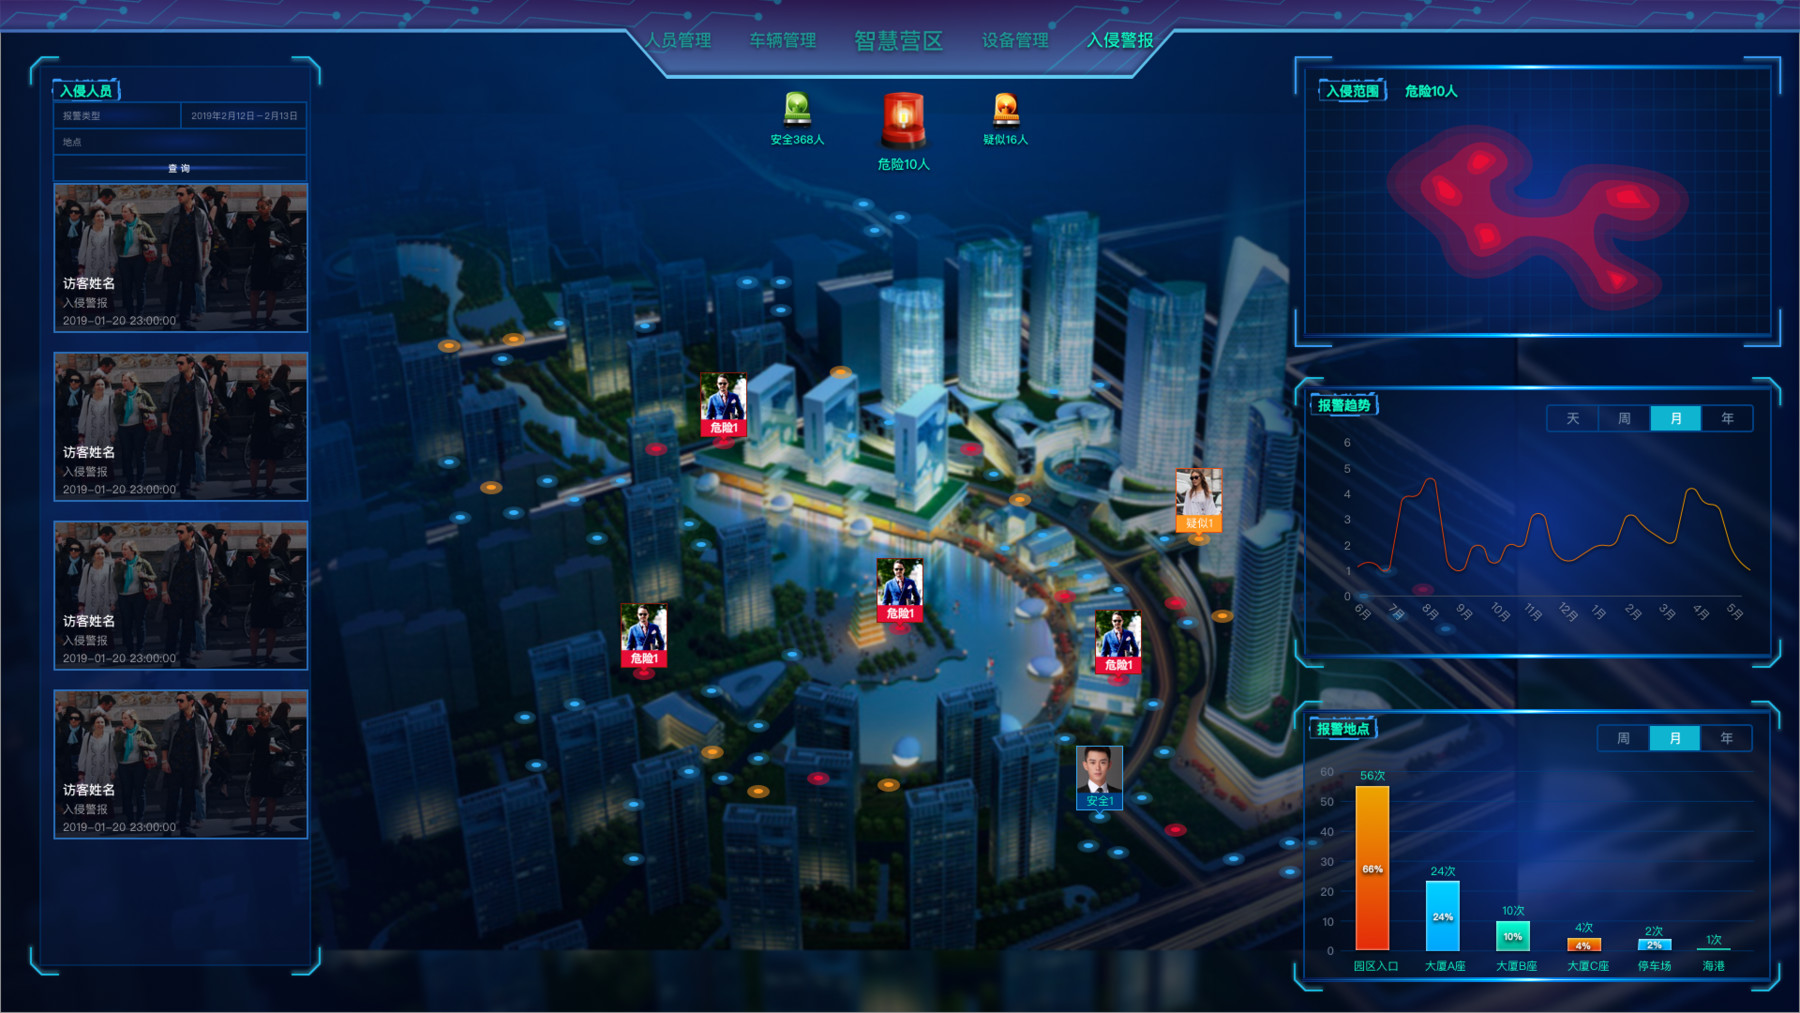 人员管理
车辆管理
智慧营区
设备管理
入侵警报
入侵人员
报警类型
2019年2月12日－2月13日
地点
查 询
访客姓名
入侵警报
2019-01-20 23:00:00
访客姓名
入侵警报
2019-01-20 23:00:00
访客姓名
入侵警报
2019-01-20 23:00:00
访客姓名
入侵警报
2019-01-20 23:00:00
安全368人
危险10人
疑似16人
危险1
疑似1
危险1
危险1
危险1
安全1
入侵范围
危险10人
报警趋势
天 周 月 年
6
5
4
3
2
1
0
6月 7月 8月 9月 10月 11月 12月 1月 2月 3月 4月 5月
报警地点
周 月 年
60
50
40
30
20
10
0
56次
24次
10次
4次
2次
1次
66%
24%
10%
4%
2%
园区入口 大厦A座 大厦B座 大厦C座 停车场 海港